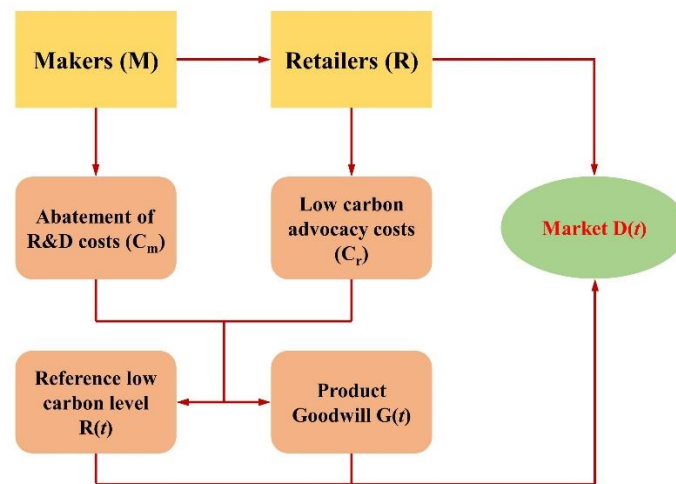 Makers (M)
Retailers (R)
Abatement of
R&D costs (Cm)
Low carbon
advocacy costs
(Cr)
Market D(t)
Reference low
carbon level
R(t)
Product
Goodwill G(t)